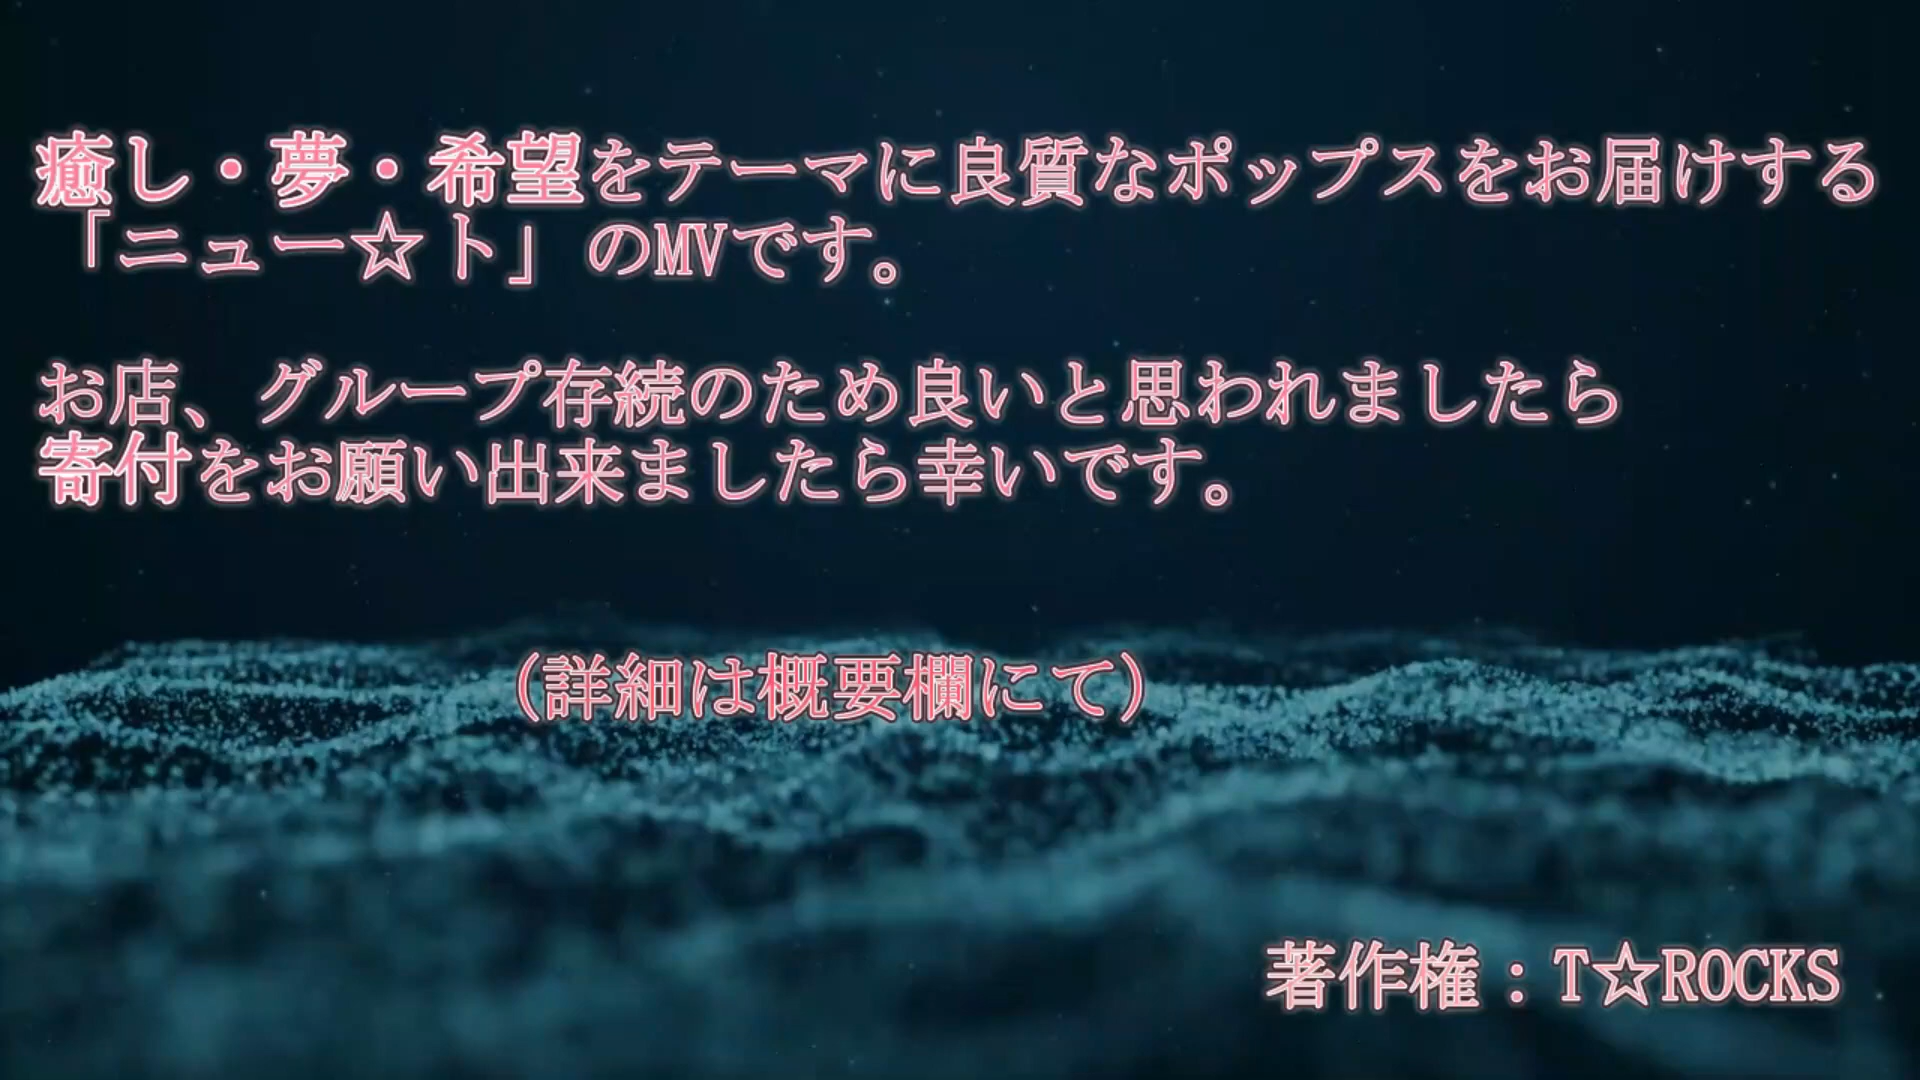 癒し・夢・希望をテーマに良質なポップスをお届けする
「ニュー☆ト」のMVです。
お店、グループ存続のため良いと思われましたら
寄付をお願い出来ましたら幸いです。
(詳細は概要欄にて)
著作権：T☆ROCKS